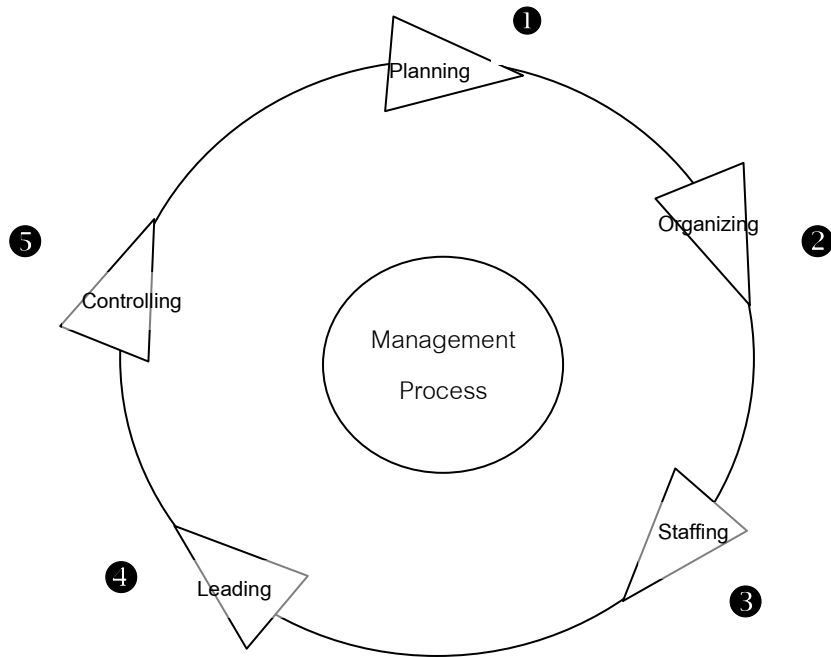 ❶
Planning
❷
Organizing
❸
Staffing
❹
Leading
❺
Controlling
Management
Process